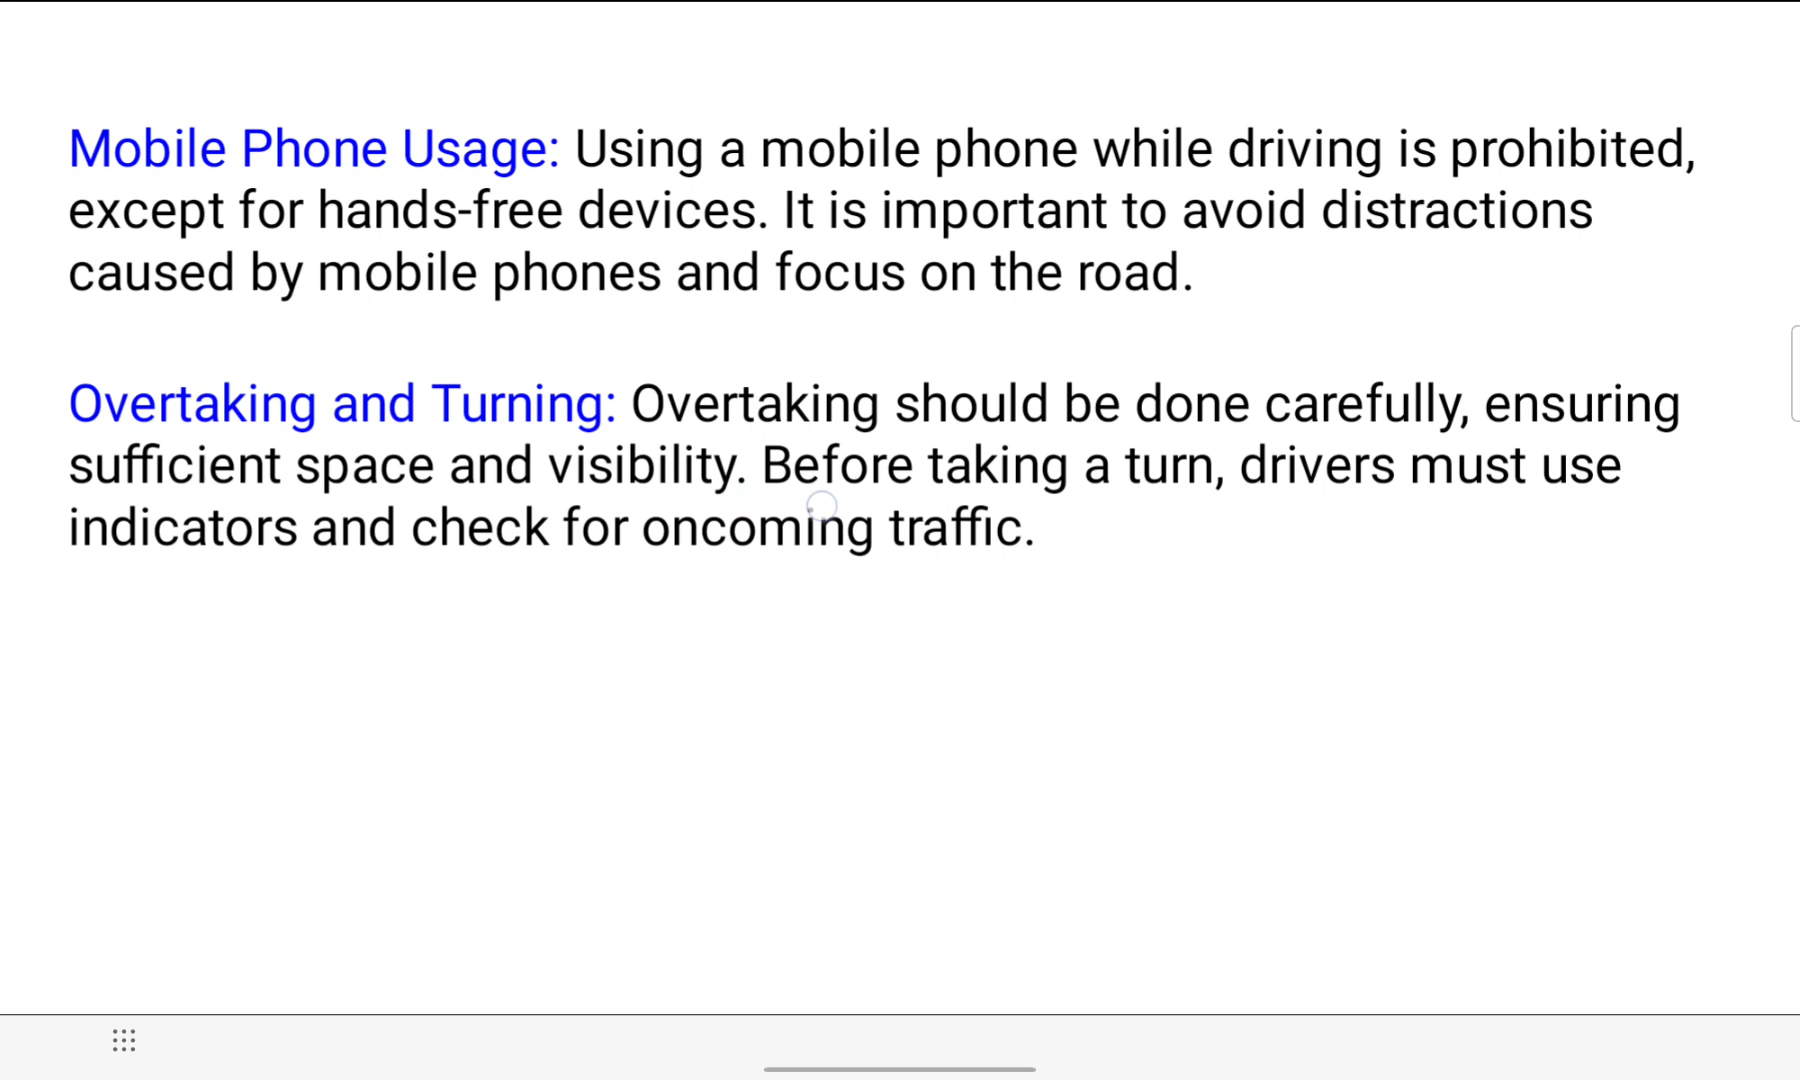 Mobile Phone Usage: Using a mobile phone while driving is prohibited,
except for hands-free devices. It is important to avoid distractions
caused by mobile phones and focus on the road.
Overtaking and Turning: Overtaking should be done carefully, ensuring
sufficient space and visibility. Before taking a turn, drivers must use
indicators and check for oncoming traffic.